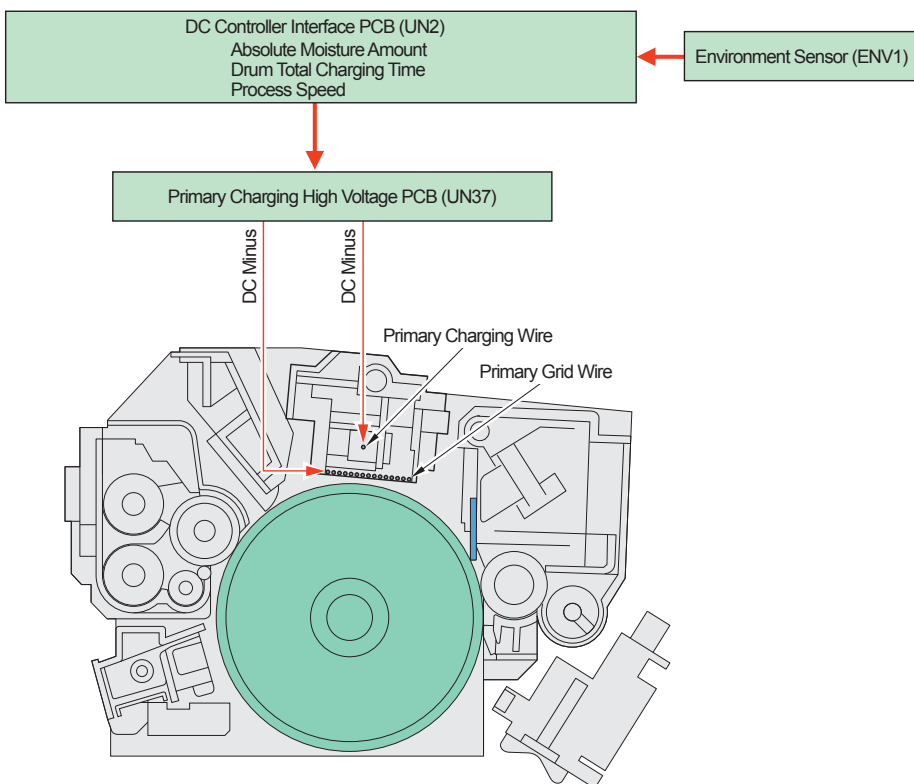 DC Controller Interface PCB (UN2)
Absolute Moisture Amount
Drum Total Charging Time
Process Speed
Environment Sensor (ENV1)
Primary Charging High Voltage PCB (UN37)
DC Minus
DC Minus
Primary Charging Wire
Primary Grid Wire